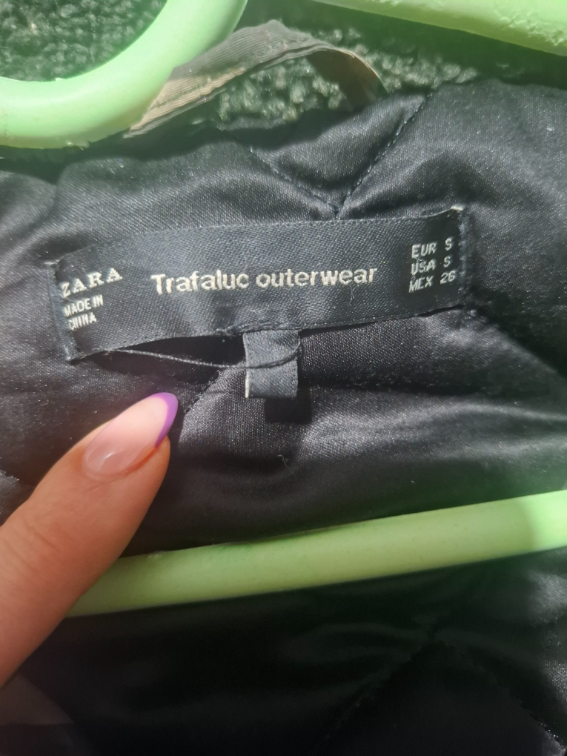 ZARA
MADE IN
CHINA
Trafaluc outerwear
EUR S
USA S
MEX 26